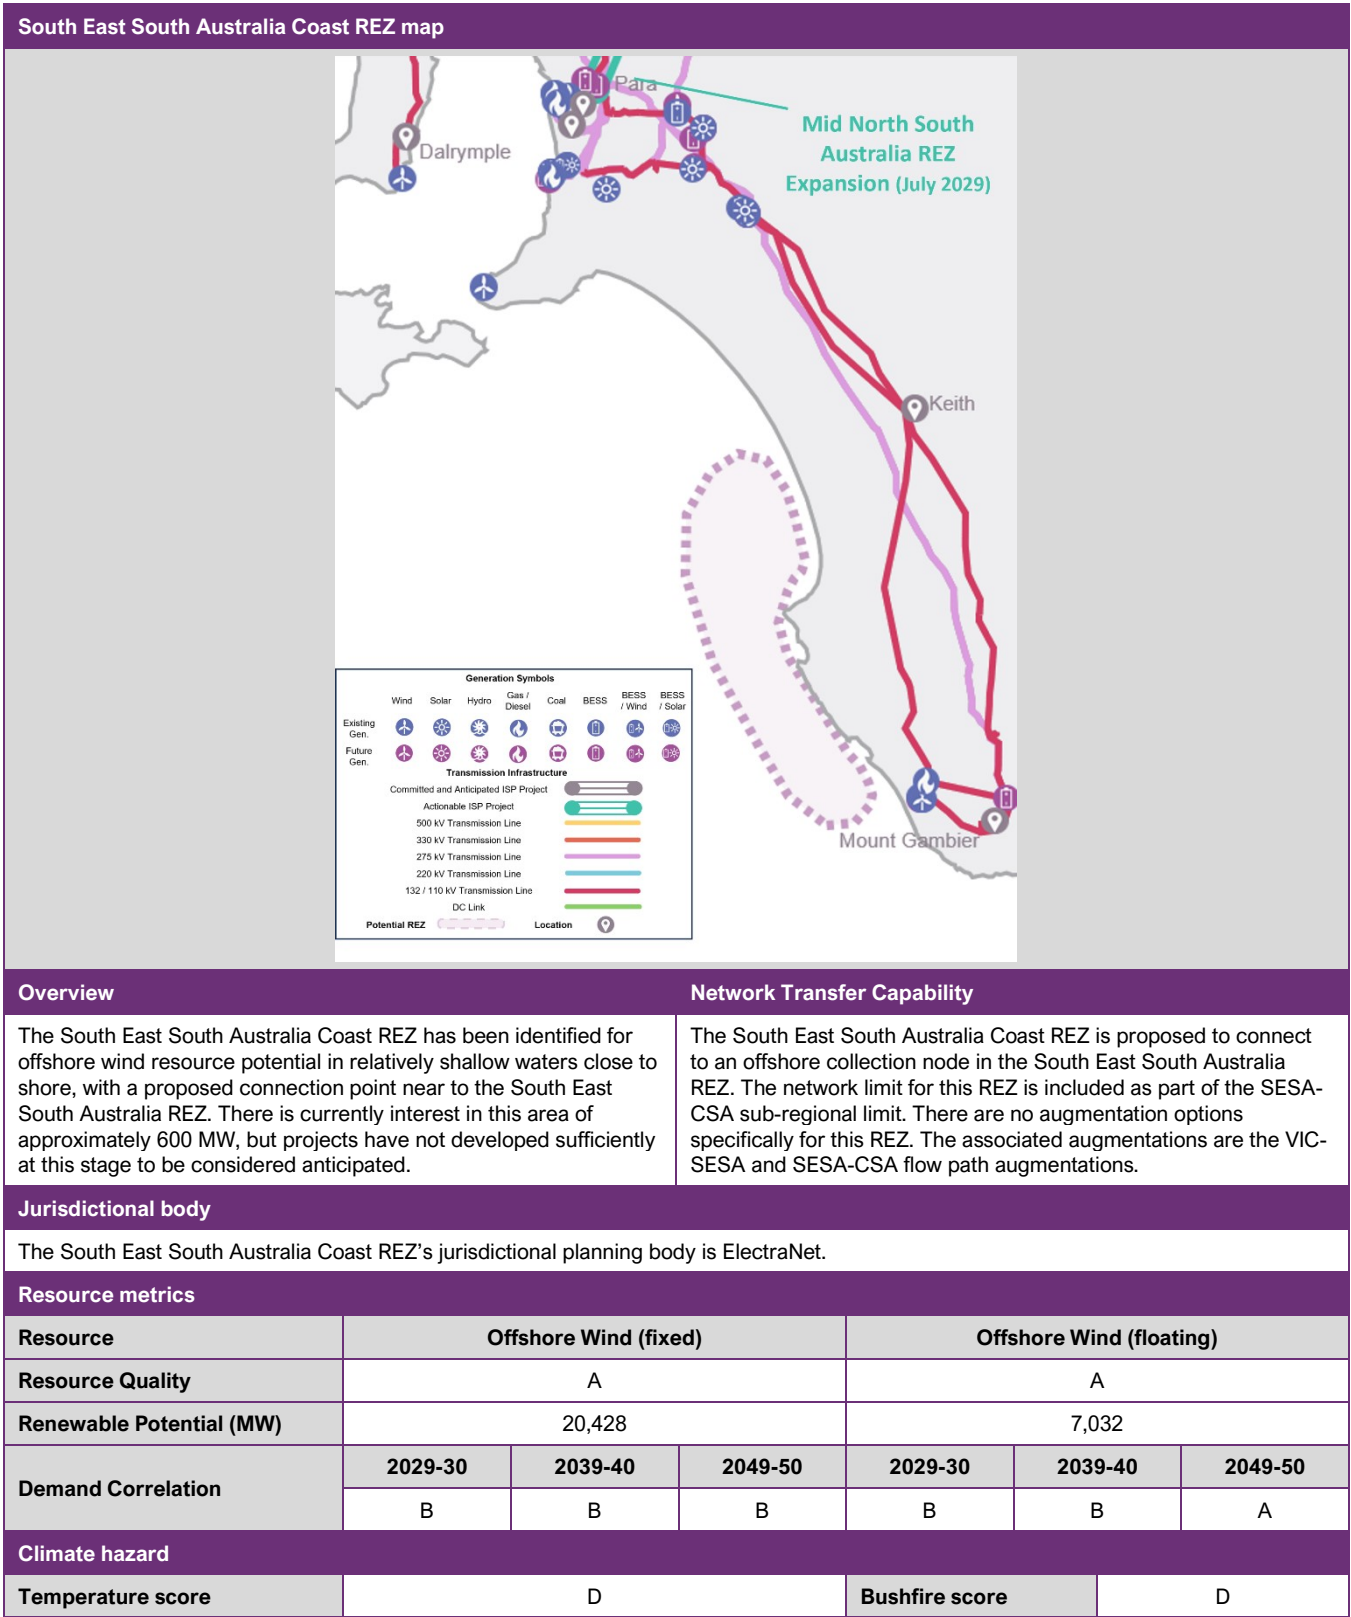 South East South Australia Coast REZ map
Para
Mid North South
Australia REZ
Expansion (July 2029)
Dalrymple
Keith
Mount Gambier
Generation Symbols
Wind Solar Hydro Gas / Diesel Coal BESS BESS / Wind BESS / Solar
Existing Gen.
Future Gen.
Transmission Infrastructure
Committed and Anticipated ISP Project
Actionable ISP Project
500 kV Transmission Line
330 kV Transmission Line
275 kV Transmission Line
220 kV Transmission Line
132 / 110 kV Transmission Line
DC Link
Potential REZ Location
Overview
The South East South Australia Coast REZ has been identified for
offshore wind resource potential in relatively shallow waters close to
shore, with a proposed connection point near to the South East
South Australia REZ. There is currently interest in this area of
approximately 600 MW, but projects have not developed sufficiently
at this stage to be considered anticipated.
Network Transfer Capability
The South East South Australia Coast REZ is proposed to connect
to an offshore collection node in the South East South Australia
REZ. The network limit for this REZ is included as part of the SESA-
CSA sub-regional limit. There are no augmentation options
specifically for this REZ. The associated augmentations are the VIC-
SESA and SESA-CSA flow path augmentations.
Jurisdictional body
The South East South Australia Coast REZ's jurisdictional planning body is ElectraNet.
Resource metrics
Resource Offshore Wind (fixed) Offshore Wind (floating)
Resource Quality A A
Renewable Potential (MW) 20,428 7,032
Demand Correlation 2029-30 2039-40 2049-50 2029-30 2039-40 2049-50
B B B B B A
Climate hazard
Temperature score D Bushfire score D